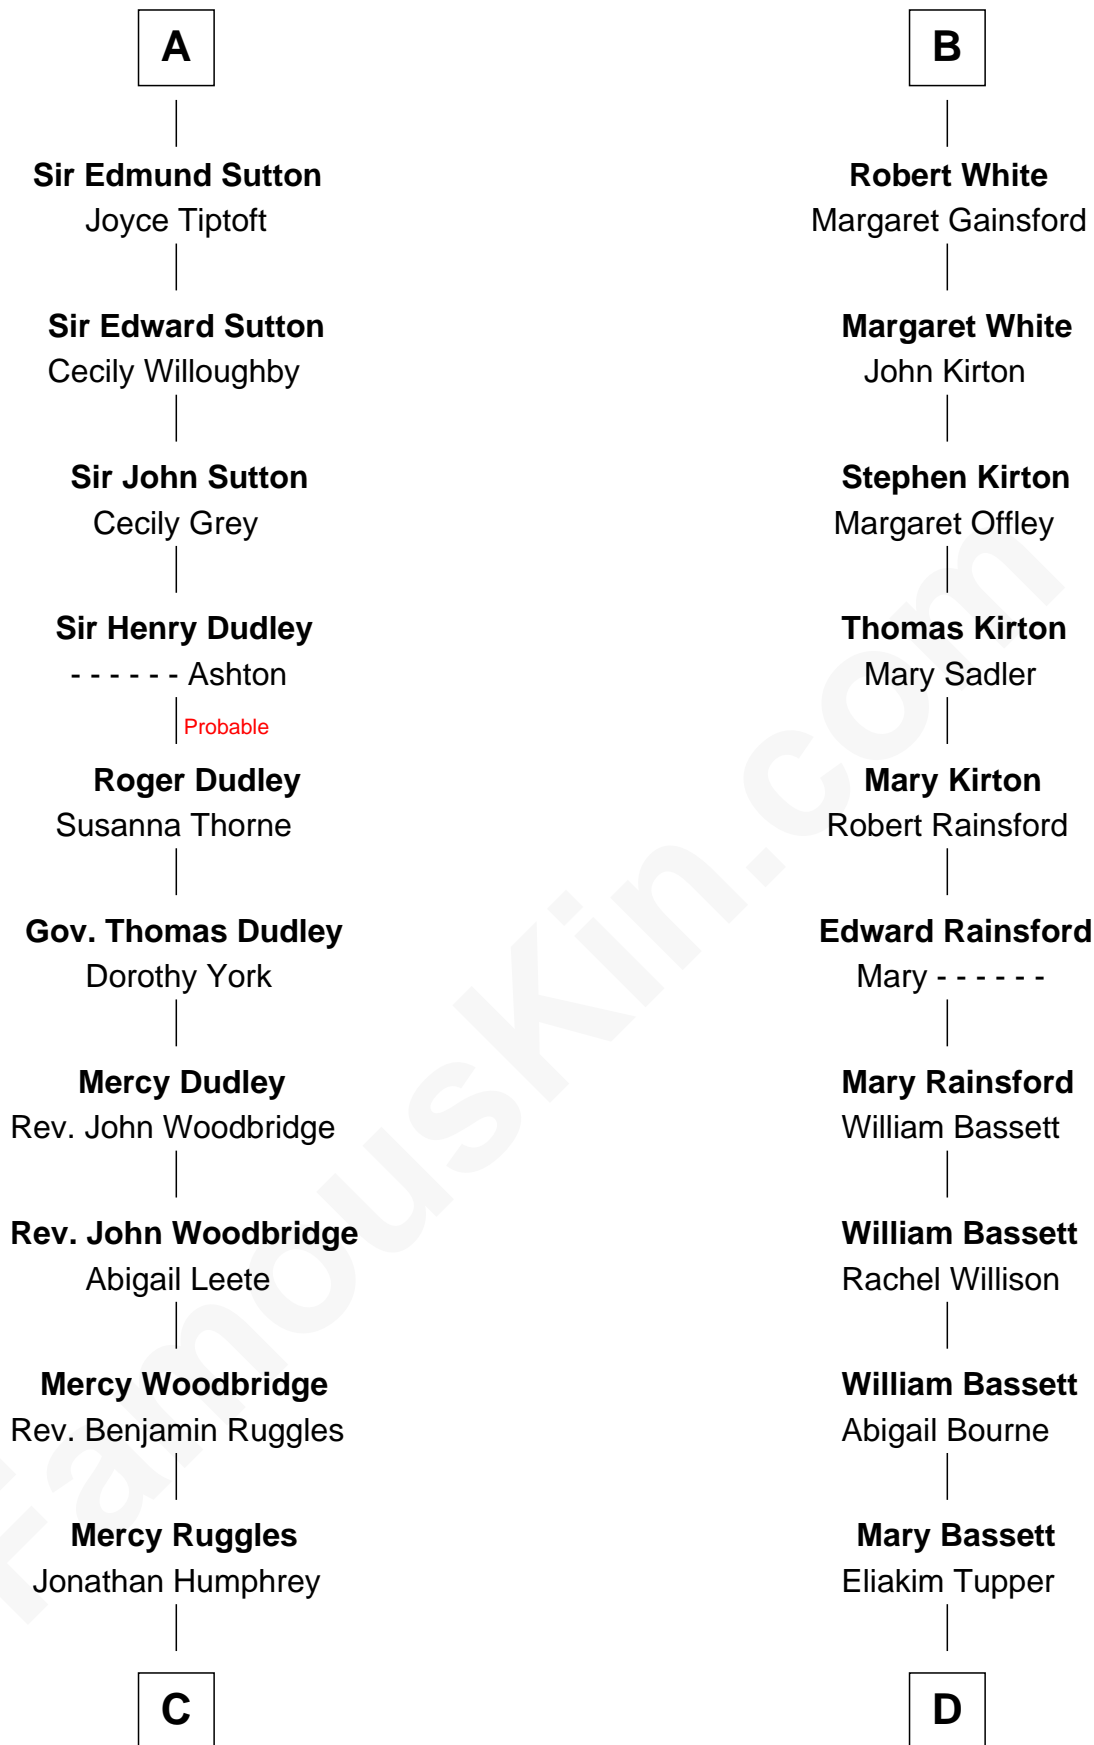 A
Sir Edmund Sutton
Joyce Tiptoft
Sir Edward Sutton
Cecily Willoughby
Sir John Sutton
Cecily Grey
Sir Henry Dudley
- - - - - - Ashton
Probable
Roger Dudley
Susanna Thorne
Gov. Thomas Dudley
Dorothy York
Mercy Dudley
Rev. John Woodbridge
Rev. John Woodbridge
Abigail Leete
Mercy Woodbridge
Rev. Benjamin Ruggles
Mercy Ruggles
Jonathan Humphrey
C
B
Robert White
Margaret Gainsford
Margaret White
John Kirton
Stephen Kirton
Margaret Offley
Thomas Kirton
Mary Sadler
Mary Kirton
Robert Rainsford
Edward Rainsford
Mary - - - - - -
Mary Rainsford
William Bassett
William Bassett
Rachel Willison
William Bassett
Abigail Bourne
Mary Bassett
Eliakim Tupper
D
FamousKin.com